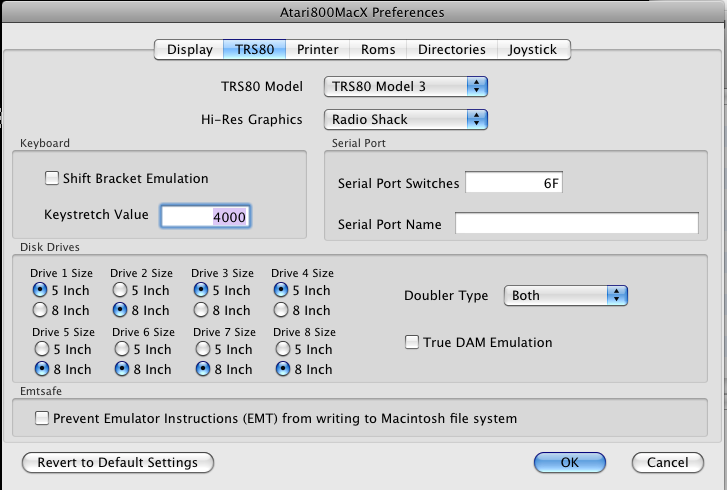 Atari800MacX Preferences
Display TRS80 Printer Roms Directories Joystick
TRS80 Model TRS80 Model 3
Hi-Res Graphics Radio Shack
Keyboard Serial Port
Shift Bracket Emulation
Serial Port Switches 6F
Keystretch Value 4000
Serial Port Name
Disk Drives
Drive 1 Size Drive 2 Size Drive 3 Size Drive 4 Size
5 Inch 5 Inch 5 Inch 5 Inch
Doubler Type Both
8 Inch 8 Inch 8 Inch 8 Inch
Drive 5 Size Drive 6 Size Drive 7 Size Drive 8 Size
True DAM Emulation
5 Inch 5 Inch 5 Inch 5 Inch
8 Inch 8 Inch 8 Inch 8 Inch
Emtsafe
Prevent Emulator Instructions (EMT) from writing to Macintosh file system
Revert to Default Settings OK Cancel